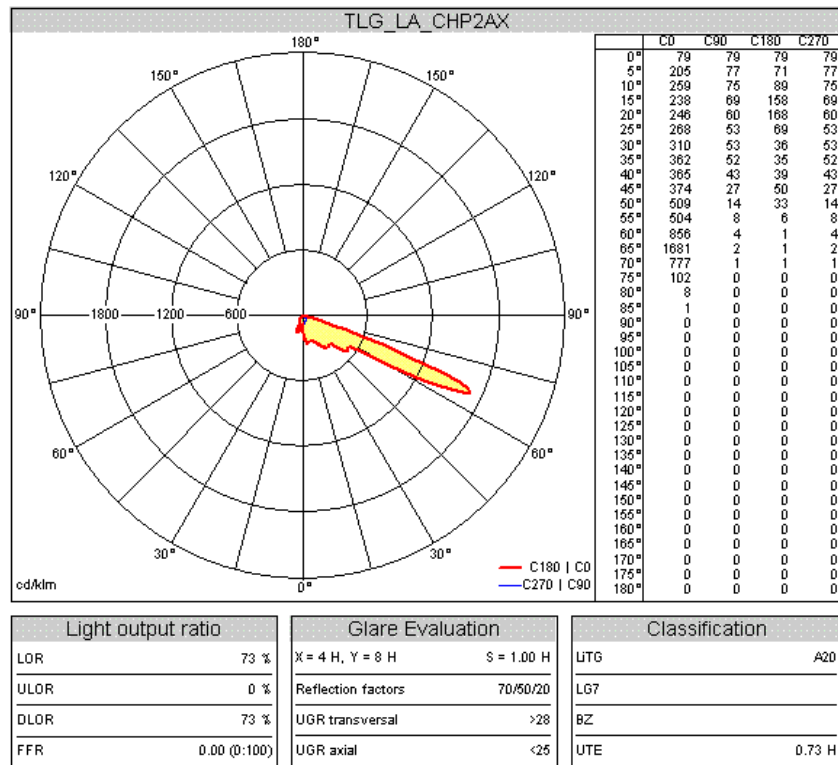 TLG_LA_CHP2AX
180°
150° 150°
120° 120°
90° 1800 1200 600 90°
60° 60°
30° 30°
0°
cd/klm
C180 | C0
C270 | C90
C0 C90 C180 C270
0° 79 79 79 79
5° 205 77 71 77
10° 259 75 89 75
15° 238 69 158 69
20° 246 60 168 60
25° 268 53 69 53
30° 310 53 36 53
35° 362 52 35 52
40° 365 43 39 43
45° 374 27 50 27
50° 509 14 33 14
55° 504 8 6 8
60° 856 4 1 4
65° 1681 2 1 2
70° 777 1 1 1
75° 102 0 0 0
80° 8 0 0 0
85° 1 0 0 0
90° 0 0 0 0
95° 0 0 0 0
100° 0 0 0 0
105° 0 0 0 0
110° 0 0 0 0
115° 0 0 0 0
120° 0 0 0 0
125° 0 0 0 0
130° 0 0 0 0
135° 0 0 0 0
140° 0 0 0 0
145° 0 0 0 0
150° 0 0 0 0
155° 0 0 0 0
160° 0 0 0 0
165° 0 0 0 0
170° 0 0 0 0
175° 0 0 0 0
180° 0 0 0 0
Light output ratio
LOR 73 %
ULOR 0 %
DLOR 73 %
FFR 0.00 (0:100)
Glare Evaluation
X = 4 H, Y = 8 H S = 1.00 H
Reflection factors 70/50/20
UGR transversal >28
UGR axial <25
Classification
LiTG A20
LG7
BZ
UTE 0.73 H